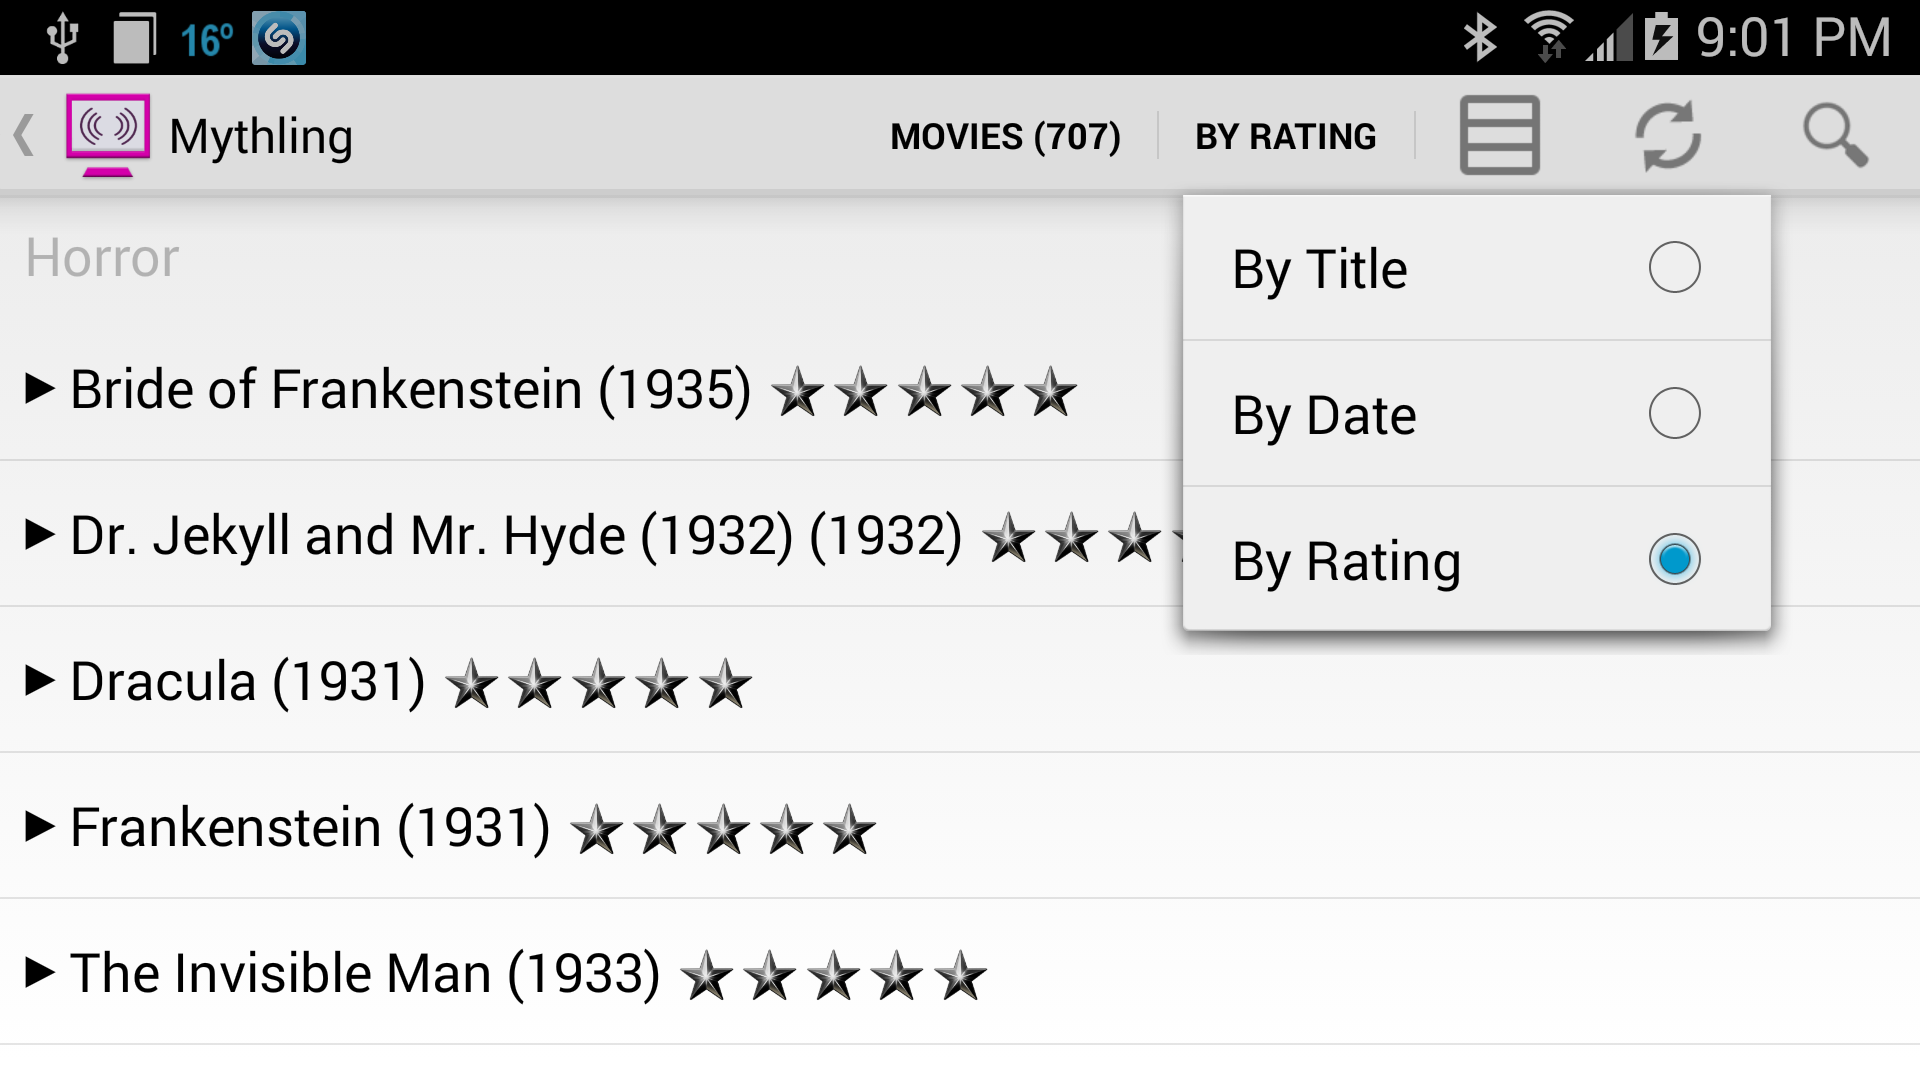 16º 9:01 PM
Mythling MOVIES (707) BY RATING
Horror
By Title
By Date
By Rating
Bride of Frankenstein (1935)
Dr. Jekyll and Mr. Hyde (1932) (1932)
Dracula (1931)
Frankenstein (1931)
The Invisible Man (1933)